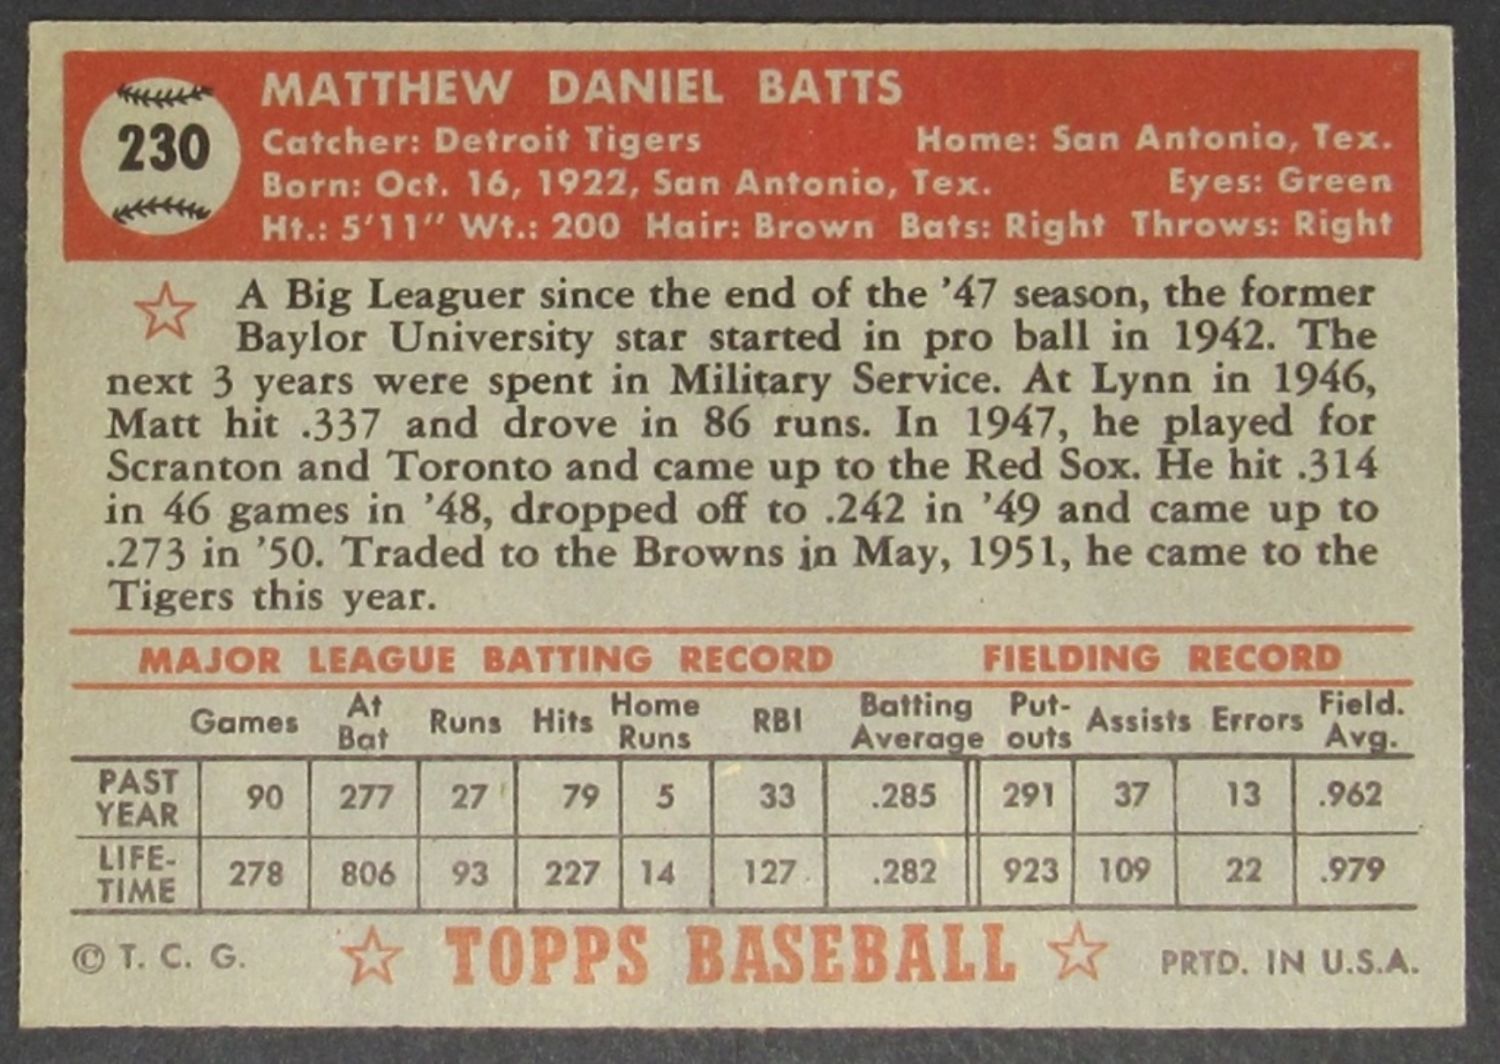 230
MATTHEW DANIEL BATTS
Catcher: Detroit Tigers Home: San Antonio, Tex.
Born: Oct. 16, 1922, San Antonio, Tex. Eyes: Green
Ht.: 5'11" Wt.: 200 Hair: Brown Bats: Right Throws: Right
A Big Leaguer since the end of the '47 season, the former
Baylor University star started in pro ball in 1942. The
next 3 years were spent in Military Service. At Lynn in 1946,
Matt hit .337 and drove in 86 runs. In 1947, he played for
Scranton and Toronto and came up to the Red Sox. He hit .314
in 46 games in '48, dropped off to .242 in '49 and came up to
.273 in '50. Traded to the Browns in May, 1951, he came to the
Tigers this year.
MAJOR LEAGUE BATTING RECORD FIELDING RECORD
Games At Bat Runs Hits Home Runs RBI Batting Average Put-outs Assists Errors Field. Avg.
PAST YEAR 90 277 27 79 5 33 .285 291 37 13 .962
LIFE-TIME 278 806 93 227 14 127 .282 923 109 22 .979
© T. C. G. TOPPS BASEBALL PRTD. IN U.S.A.